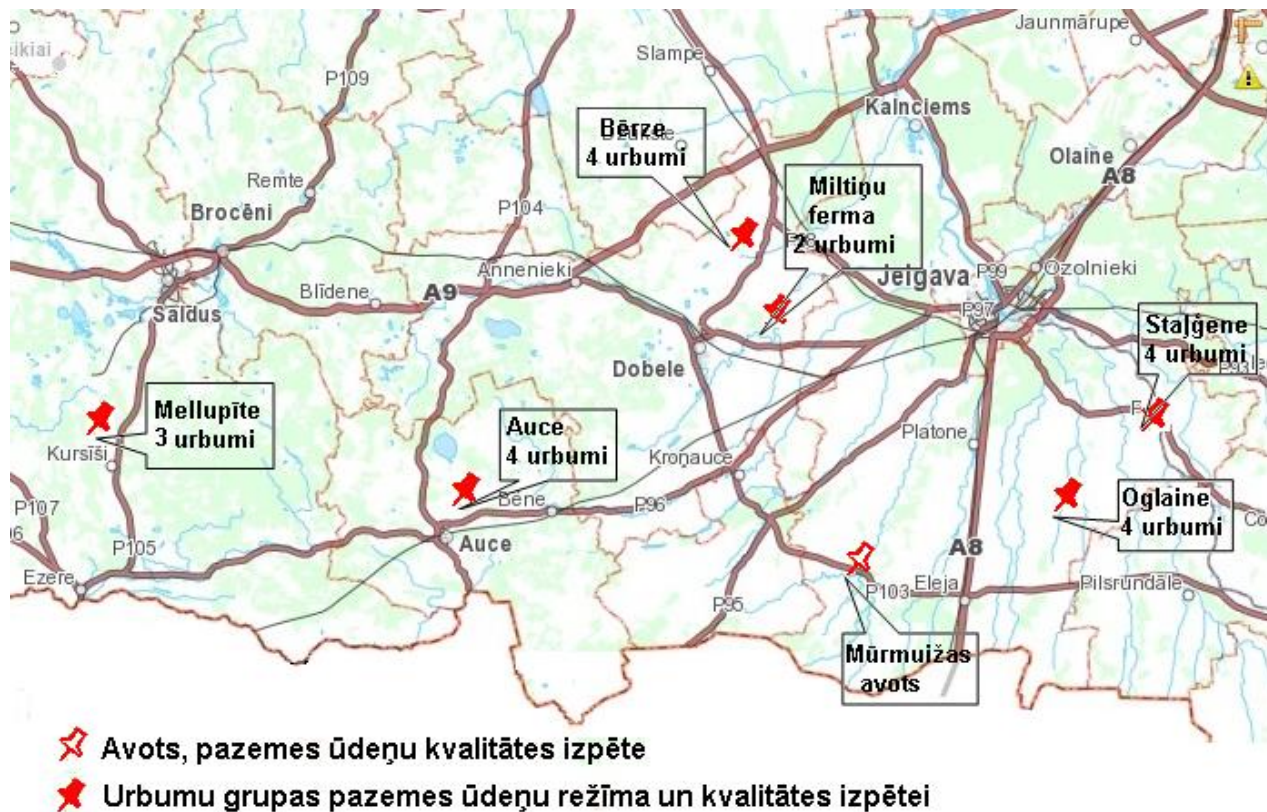 Jaunmārupe
Slampe
P109
Kalnciems
Bērze
4 urbumi
Olaine
A8
Miltiņu
ferma
2 urbumi
Remte
Brocēni
P104
Annenieki
Jelgava
P99
Ozolnieki
A9
Blīdene
Saldus
P97
Staļģene
4 urbumi
P93
Dobele
Mellupīte
3 urbumi
Auce
4 urbumi
Platone
Kursīši
Kroņauce
Bēne
P96
Oglaine
4 urbumi
P107
P105
Auce
A8
Ezere
P103
Eleja
Pilsrundāle
P95
Mūrmuižas
avots
Avots, pazemes ūdeņu kvalitātes izpēte
Urbumu grupas pazemes ūdeņu režīma un kvalitātes izpētei